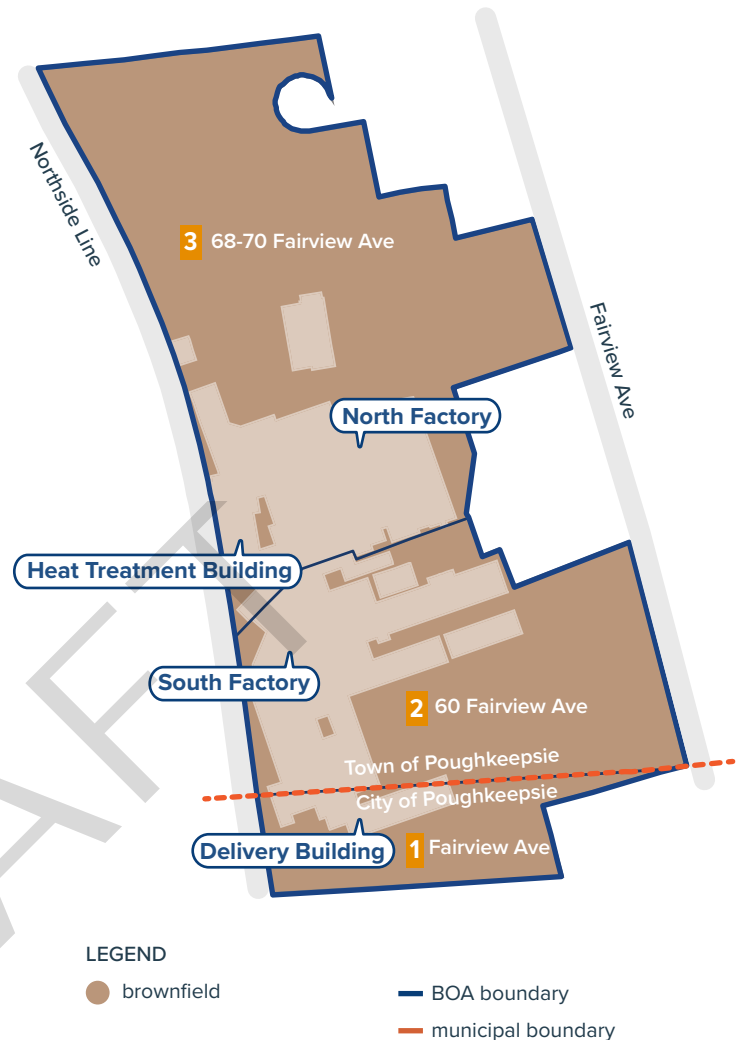 Northside Line
3 68-70 Fairview Ave
Fairview Ave
North Factory
Heat Treatment Building
South Factory
2 60 Fairview Ave
Town of Poughkeepsie
City of Poughkeepsie
Delivery Building
1 Fairview Ave
AFT
LEGEND
brownfield
BOA boundary
municipal boundary